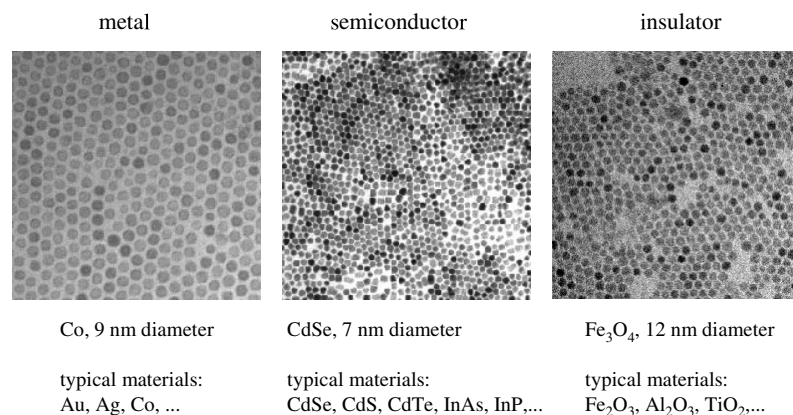 metal
semiconductor
insulator
Co, 9 nm diameter
CdSe, 7 nm diameter
Fe₃O₄, 12 nm diameter
typical materials:
Au, Ag, Co, ...
typical materials:
CdSe, CdS, CdTe, InAs, InP,...
typical materials:
Fe₂O₃, Al₂O₃, TiO₂,...